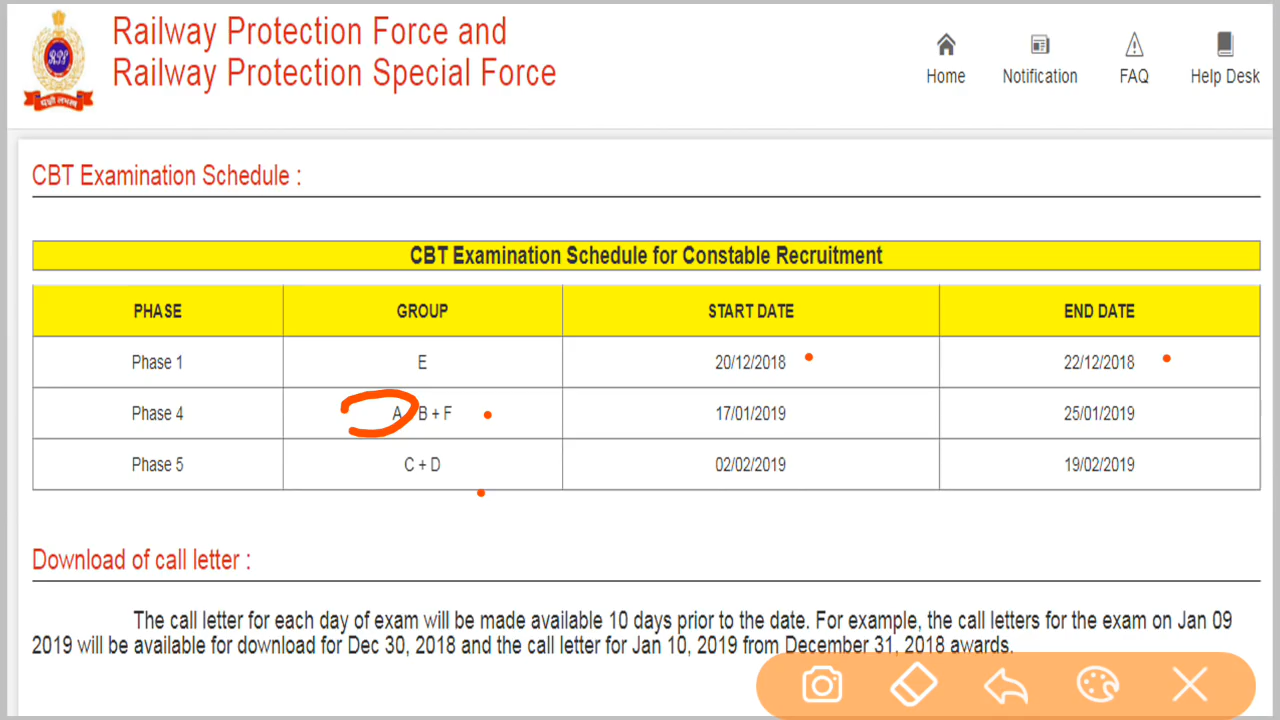 Railway Protection Force and
Railway Protection Special Force
Home Notification FAQ Help Desk
CBT Examination Schedule :
CBT Examination Schedule for Constable Recruitment
PHASE GROUP START DATE END DATE
Phase 1 E 20/12/2018 22/12/2018
Phase 4 A B + F 17/01/2019 25/01/2019
Phase 5 C + D 02/02/2019 19/02/2019
Download of call letter :
The call letter for each day of exam will be made available 10 days prior to the date. For example, the call letters for the exam on Jan 09
2019 will be available for download for Dec 30, 2018 and the call letter for Jan 10, 2019 from December 31, 2018 awards.